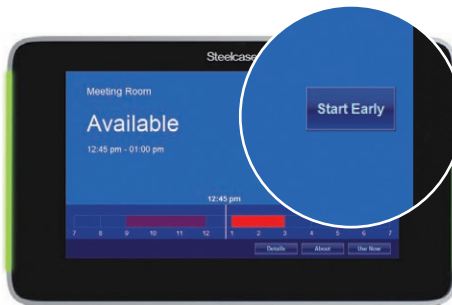 Steelcase
Meeting Room
Start Early
Available
12:45 pm - 01:00 pm
12:45 pm
7 8 9 10 11 12 1 2 3 4 5 6 7
Details About Use Now